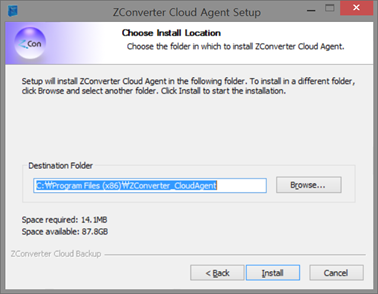 ZConverter Cloud Agent Setup
ZCon
Choose Install Location
Choose the folder in which to install ZConverter Cloud Agent.
Setup will install ZConverter Cloud Agent in the following folder. To install in a different folder,
click Browse and select another folder. Click Install to start the installation.
Destination Folder
C:₩Program Files (x86)₩ZConverter_CloudAgent
Browse...
Space required: 14.1MB
Space available: 87.8GB
ZConverter Cloud Backup
< Back
Install
Cancel